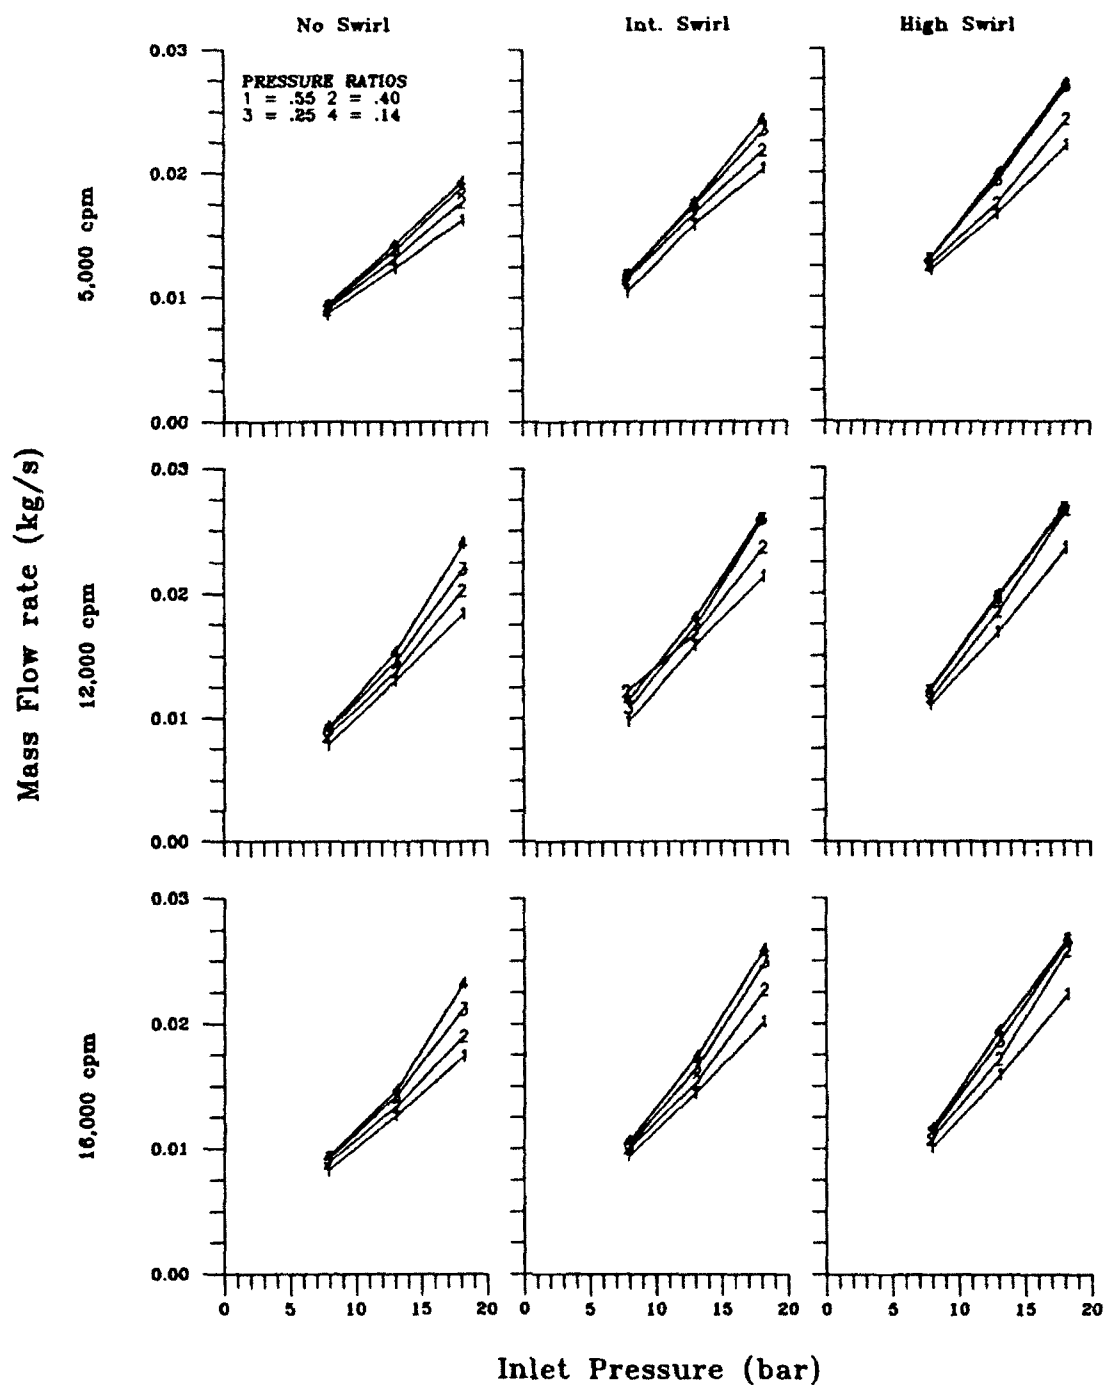 No Swirl Int. Swirl High Swirl
PRESSURE RATIOS
1 = .55 2 = .40
3 = .25 4 = .14
0.03
0.02
0.01
0.00
5,000 cpm
0.03
0.02
0.01
0.00
12,000 cpm
Mass Flow rate (kg/s)
0.03
0.02
0.01
0.00
16,000 cpm
0 5 10 15 20 0 5 10 15 20 0 5 10 15 20
Inlet Pressure (bar)